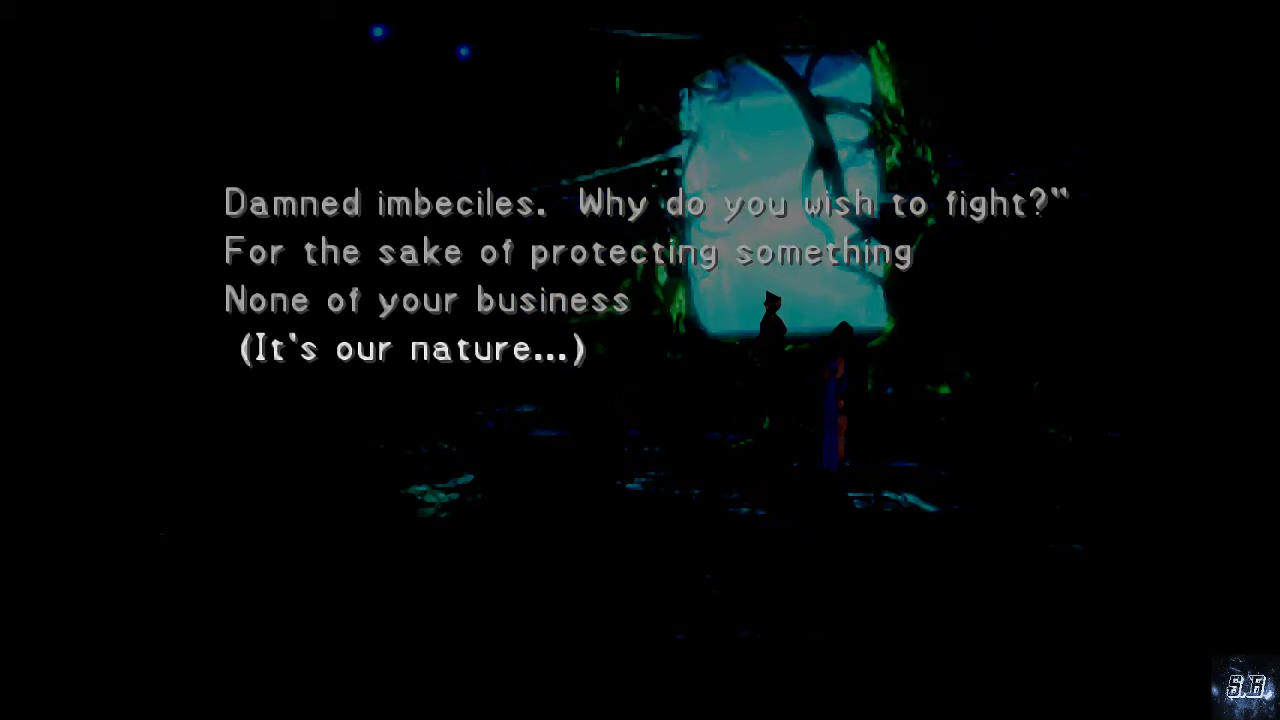 Damned imbeciles.  Why do you wish to fight?"
For the sake of protecting something
None of your business
(It's our nature...)
S.B